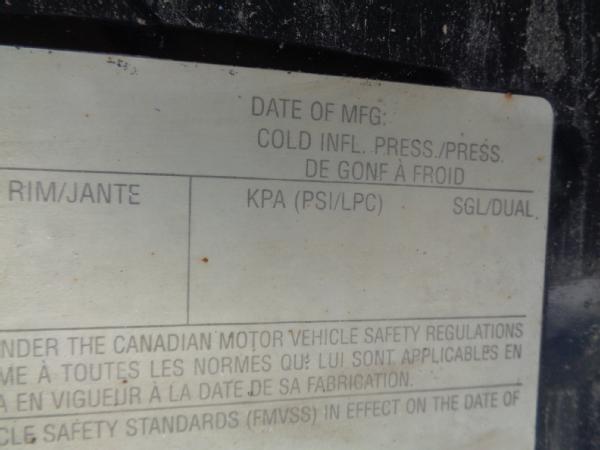 DATE OF MFG:
COLD INFL. PRESS./PRESS.
DE GONF À FROID
RIM/JANTE KPA (PSI/LPC) SGL/DUAL
NDER THE CANADIAN MOTOR VEHICLE SAFETY REGULATIONS
ME À TOUTES LES NORMES QUI LUI SONT APPLICABLES EN
A EN VIGUEUR À LA DATE DE SA FABRICATION.
CLE SAFETY STANDARDS (FMVSS) IN EFFECT ON THE DATE OF